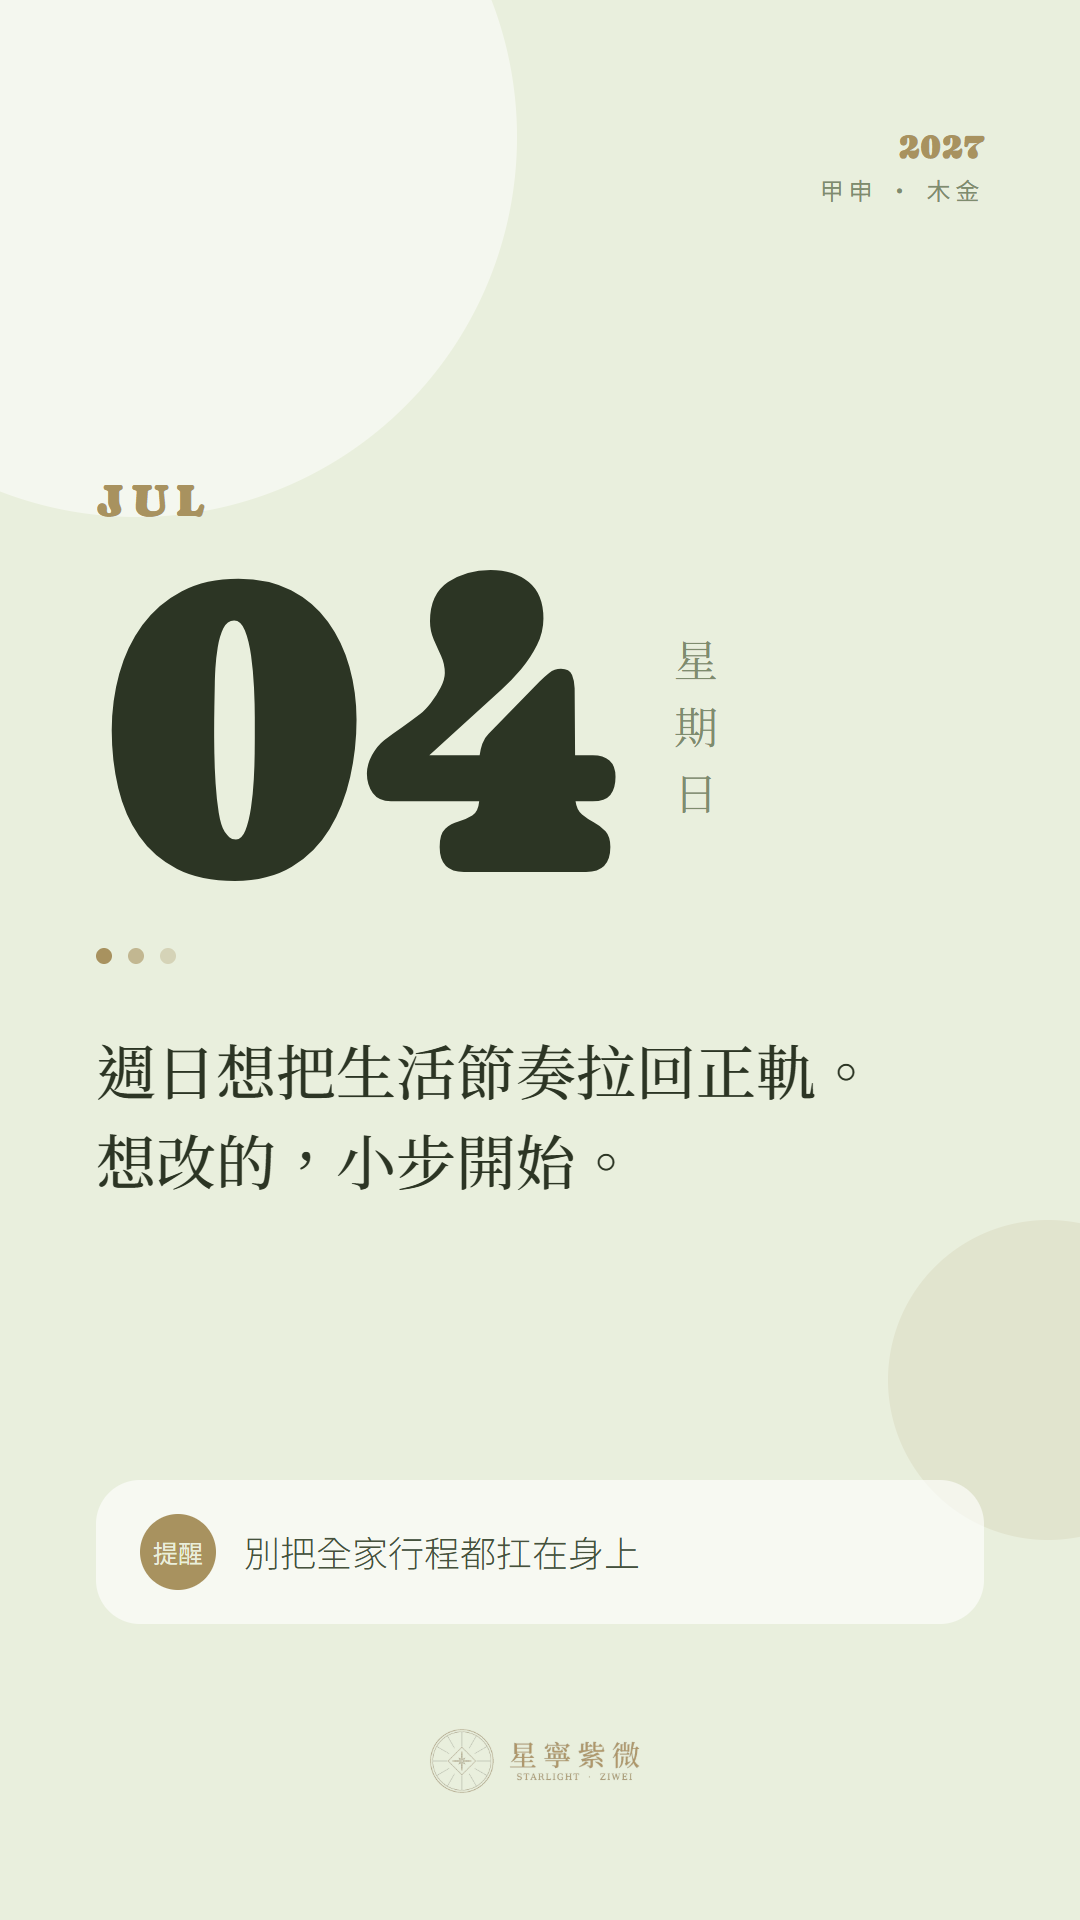 2027
甲申 · 木金
JUL
04
星期日
週日想把生活節奏拉回正軌。
想改的，小步開始。
提醒
別把全家行程都扛在身上
星寧紫微
STARLIGHT · ZIWEI